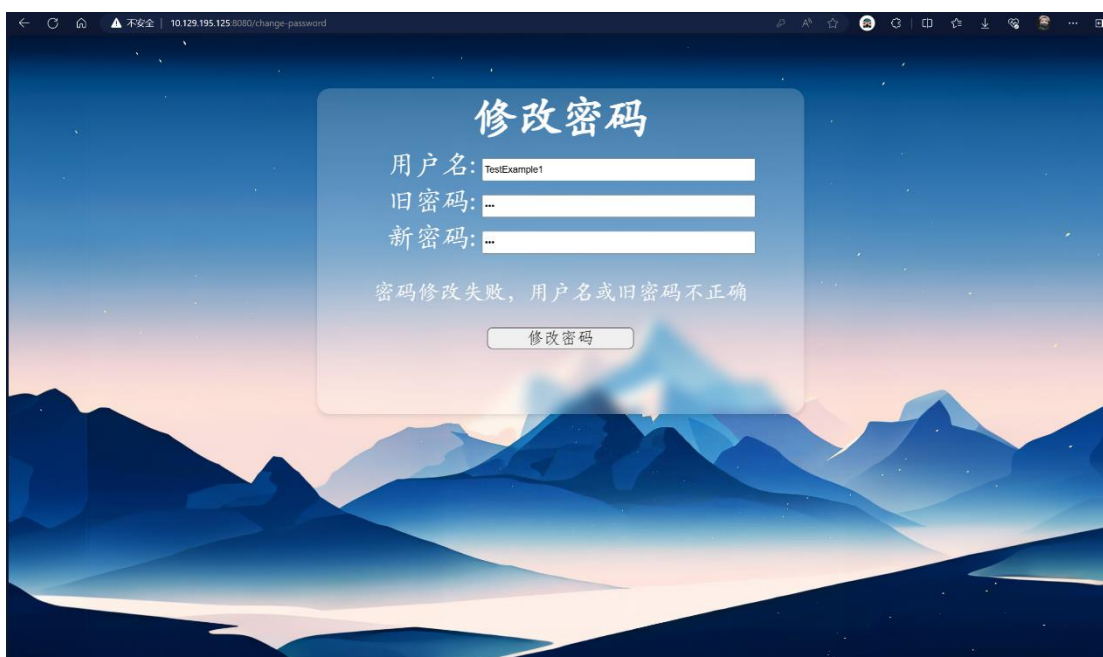 不安全 | 10.129.195.125:8080/change-password
修改密码
用户名: TestExample1
旧密码: •••
新密码: •••
密码修改失败，用户名或旧密码不正确
修改密码